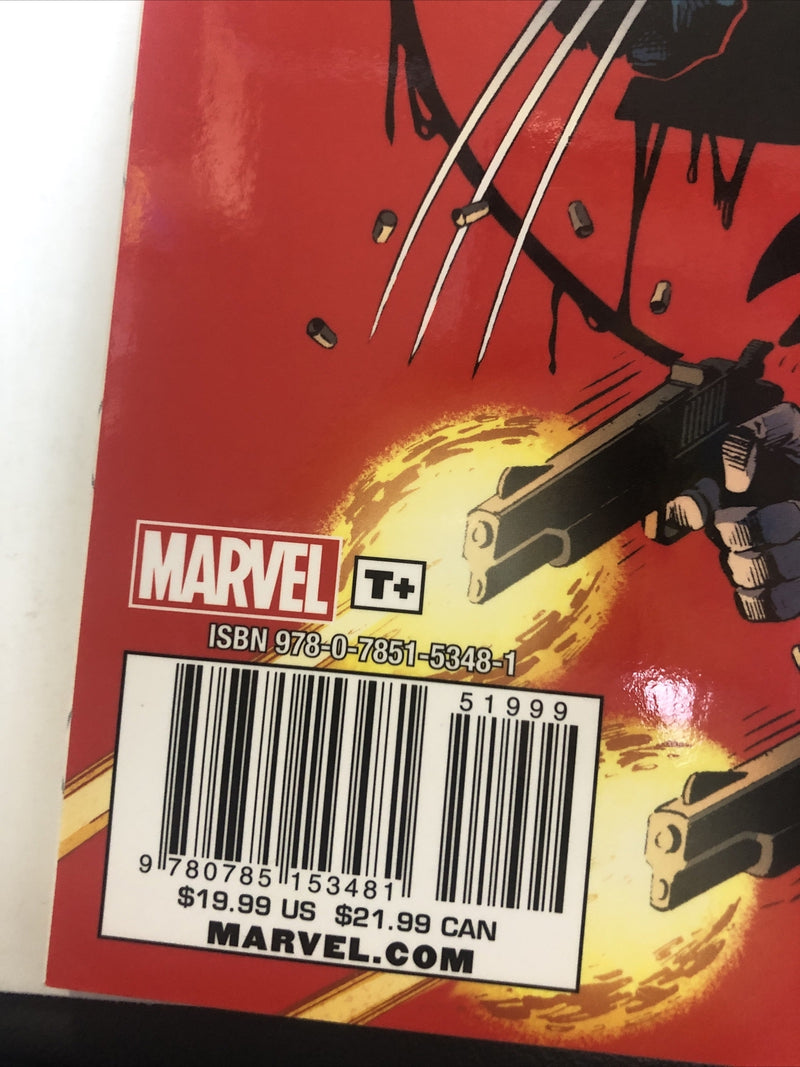 MARVEL
T+
ISBN 978-0-7851-5348-1
51999
9 780785 153481
$19.99 US $21.99 CAN
MARVEL.COM